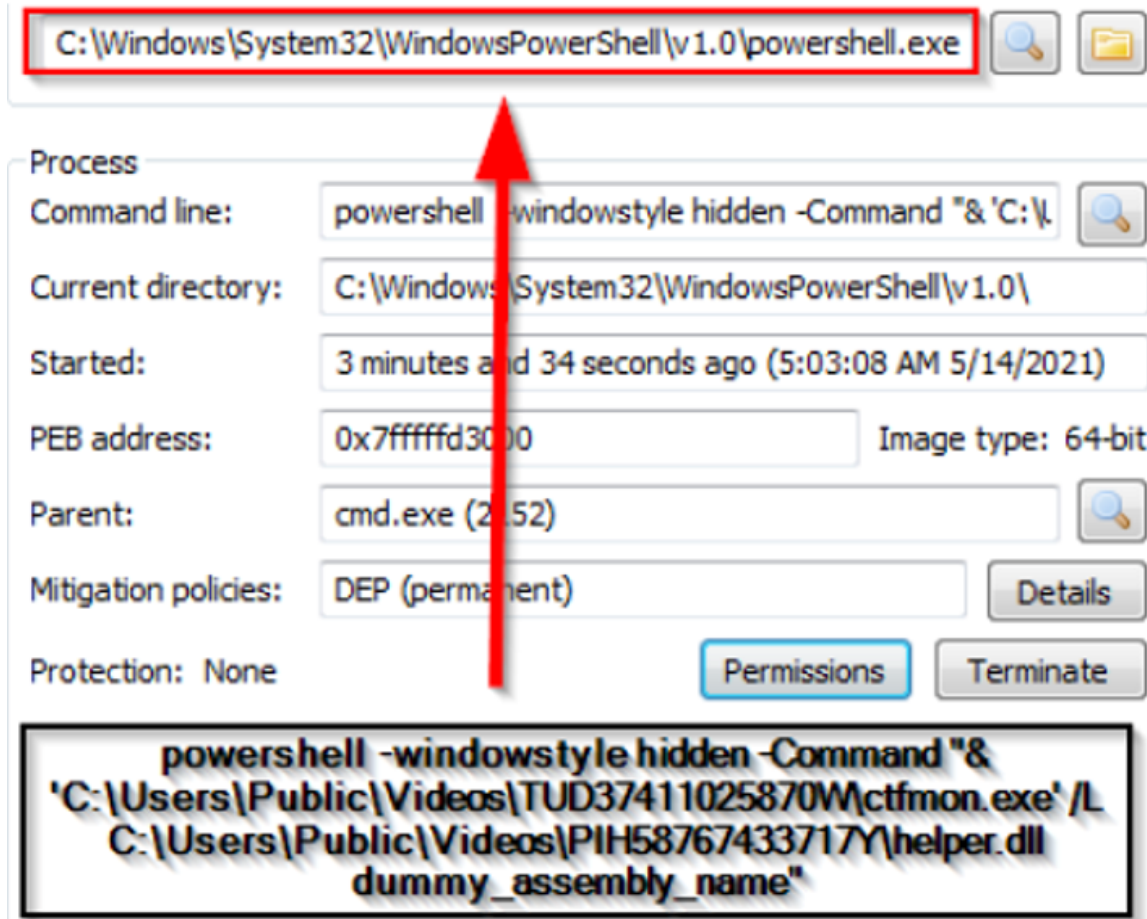 C:\Windows\System32\WindowsPowerShell\v1.0\powershell.exe
Process
Command line: powershell -windowstyle hidden -Command "& 'C:\
Current directory: C:\Windows\System32\WindowsPowerShell\v1.0\
Started: 3 minutes and 34 seconds ago (5:03:08 AM 5/14/2021)
PEB address: 0x7fffffd3000 Image type: 64-bit
Parent: cmd.exe (2152)
Mitigation policies: DEP (permanent) Details
Protection: None Permissions Terminate
powershell -windowstyle hidden -Command "&
'C:\Users\Public\Videos\TUD37411025870W\ctfmon.exe' /L
C:\Users\Public\Videos\PIH58767433717Y\helper.dll
dummy_assembly_name"